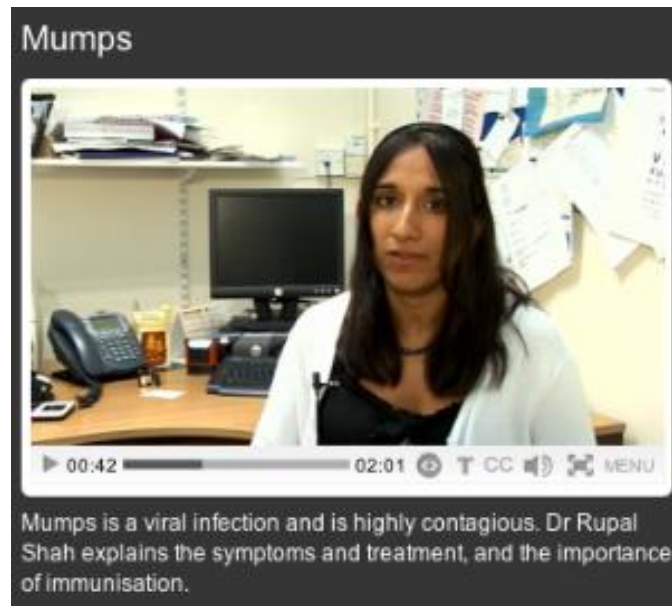 Mumps
00:42 02:01 T CC MENU
Mumps is a viral infection and is highly contagious. Dr Rupal
Shah explains the symptoms and treatment, and the importance
of immunisation.